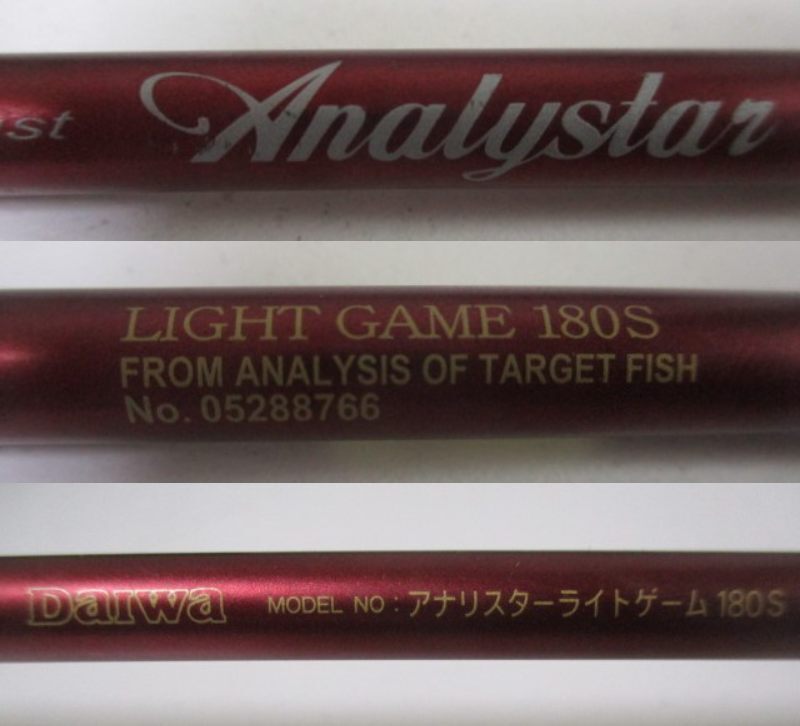 Analystar
LIGHT GAME 180S
FROM ANALYSIS OF TARGET FISH
No. 05288766
Daiwa MODEL NO : アナリスターライトゲーム 180S